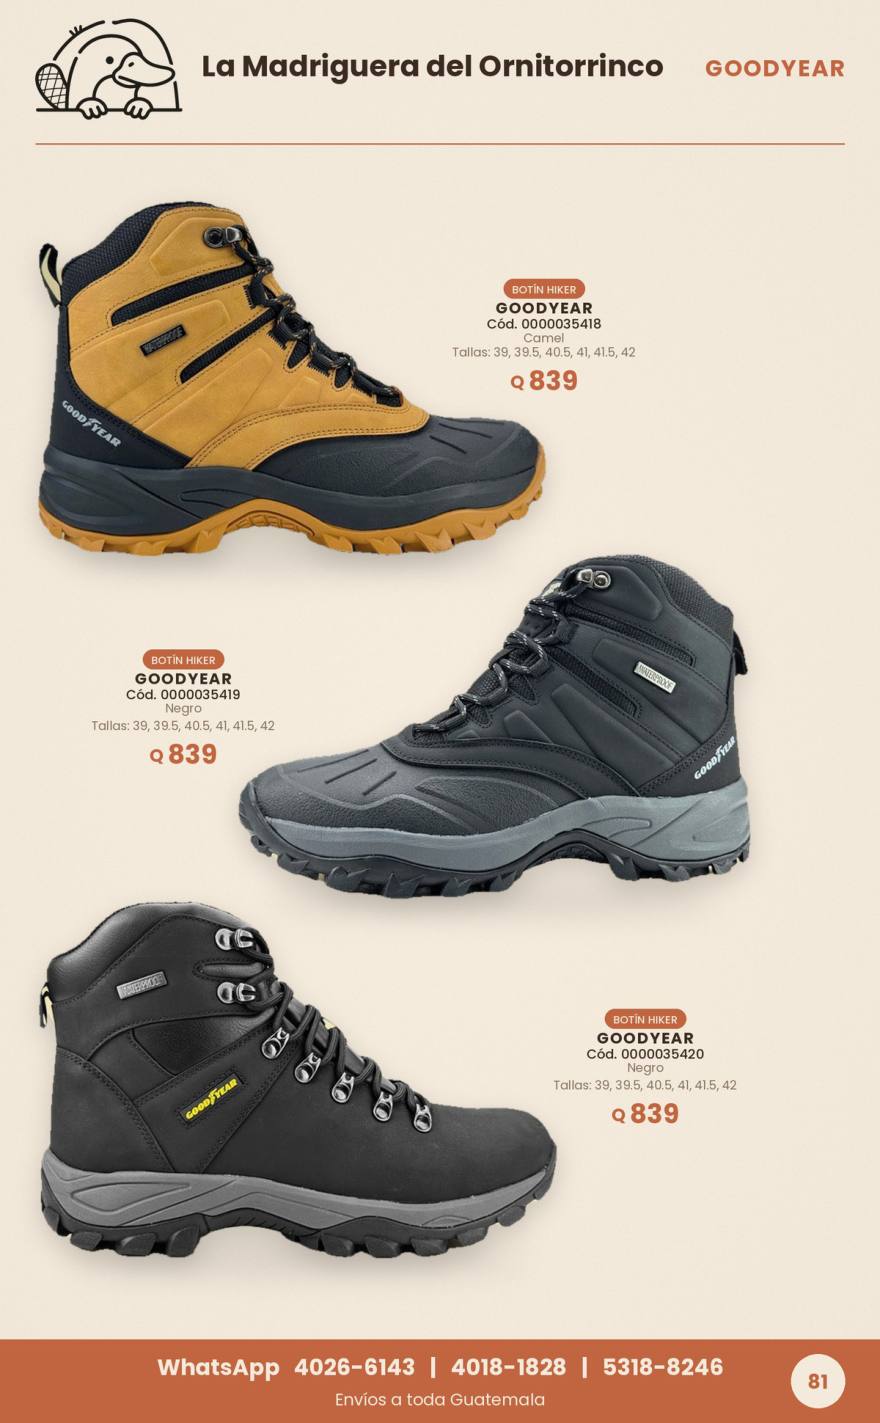 La Madriguera del Ornitorrinco
GOODYEAR
WATERPROOF
GOODYEAR
BOTÍN HIKER
GOODYEAR
Cód. 0000035418
Camel
Tallas: 39, 39.5, 40.5, 41, 41.5, 42
Q 839
BOTÍN HIKER
GOODYEAR
Cód. 0000035419
Negro
Tallas: 39, 39.5, 40.5, 41, 41.5, 42
Q 839
WATERPROOF
GOODYEAR
WATERPROOF
GOODYEAR
BOTÍN HIKER
GOODYEAR
Cód. 0000035420
Negro
Tallas: 39, 39.5, 40.5, 41, 41.5, 42
Q 839
WhatsApp 4026-6143 | 4018-1828 | 5318-8246
Envíos a toda Guatemala
81